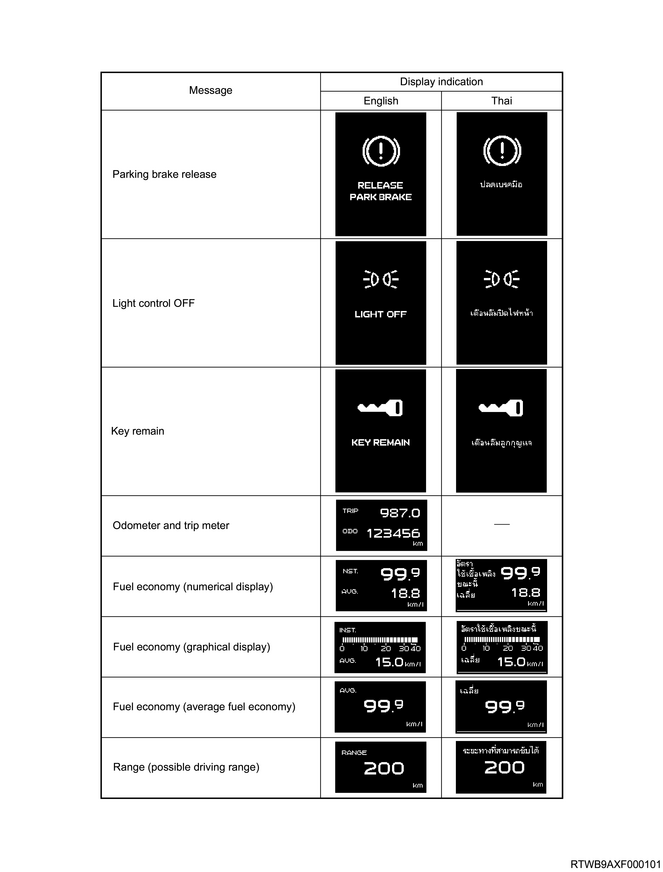 Message
Display indication
English
Thai
Parking brake release
RELEASE
PARK BRAKE
ปลดเบรคมือ
Light control OFF
LIGHT OFF
เตือนลืมปิดไฟหน้า
Key remain
KEY REMAIN
เตือนลืมลูกกุญแจ
Odometer and trip meter
TRIP 987.0
ODO 123456
km
—
Fuel economy (numerical display)
INST. 99.9
AVG. 18.8
km/l
อัตรา
ใช้เชื้อเพลิง 99.9
ขณะนี้
เฉลี่ย 18.8
km/l
Fuel economy (graphical display)
INST.
0 10 20 30 40
AVG. 15.0 km/l
อัตราใช้เชื้อเพลิงขณะนี้
0 10 20 30 40
เฉลี่ย 15.0 km/l
Fuel economy (average fuel economy)
AVG.
99.9
km/l
เฉลี่ย
99.9
km/l
Range (possible driving range)
RANGE
200
km
ระยะทางที่สามารถขับได้
200
km
RTWB9AXF000101